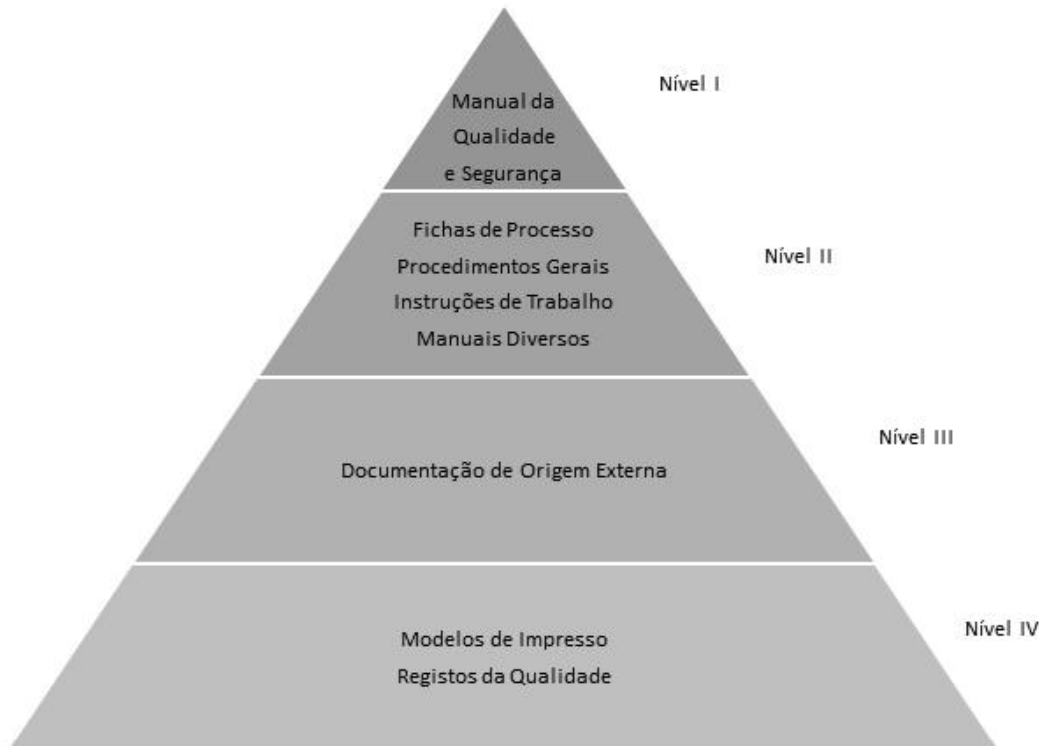 Manual da
Qualidade
e Segurança
Nível I
Fichas de Processo
Procedimentos Gerais
Instruções de Trabalho
Manuais Diversos
Nível II
Documentação de Origem Externa
Nível III
Modelos de Impresso
Registos da Qualidade
Nível IV